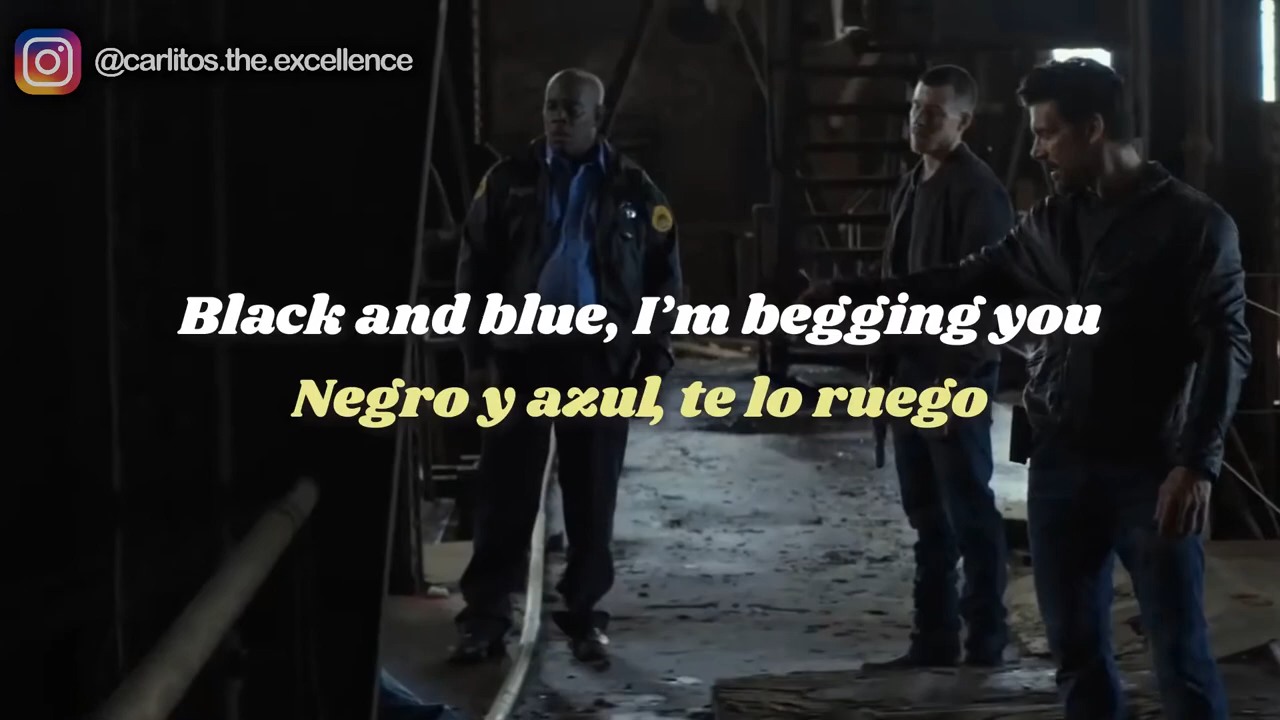 @carlitos.the.excellence
Black and blue, I'm begging you
Negro y azul, te lo ruego